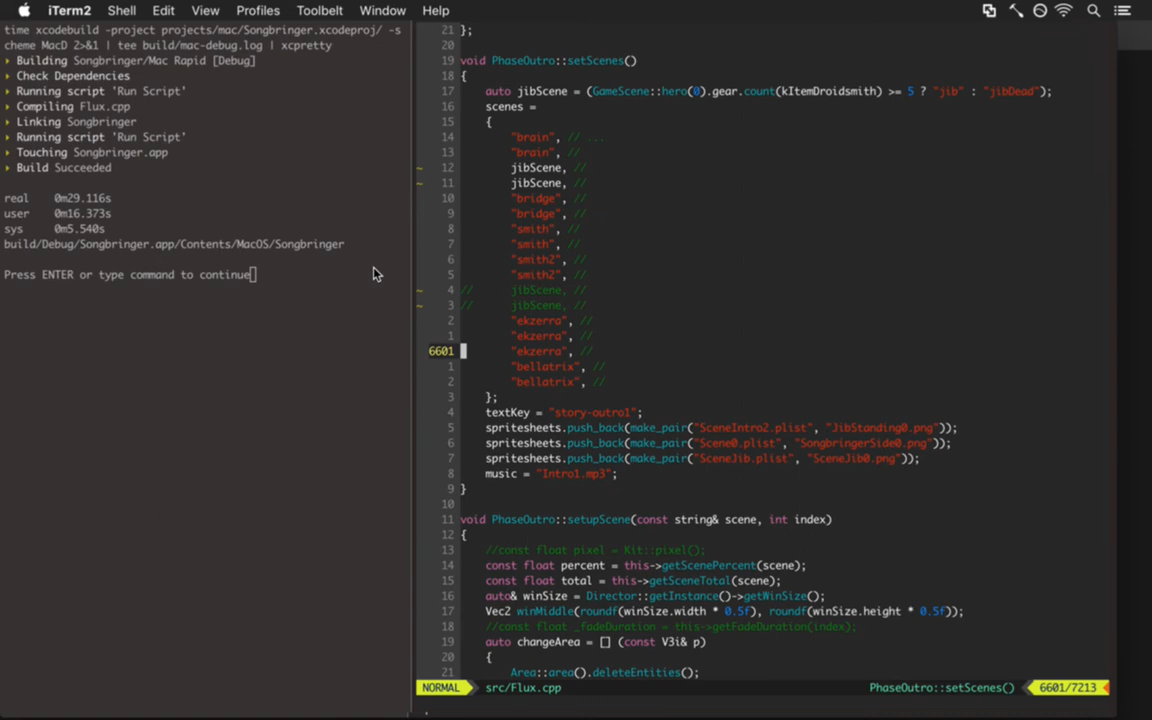 iTerm2 Shell Edit View Profiles Toolbelt Window Help
time xcodebuild -project projects/mac/Songbringer.xcodeproj/ -s
cheme MacD 2>&1 | tee build/mac-debug.log | xcpretty
▸ Building Songbringer/Mac Rapid [Debug]
▸ Check Dependencies
▸ Running script 'Run Script'
▸ Compiling Flux.cpp
▸ Linking Songbringer
▸ Running script 'Run Script'
▸ Touching Songbringer.app
▸ Build Succeeded
real 0m29.116s
user 0m16.373s
sys 0m5.540s
build/Debug/Songbringer.app/Contents/MacOS/Songbringer
Press ENTER or type command to continue
21 };
20
19 void PhaseOutro::setScenes()
18 {
17 auto jibScene = (GameScene::hero(0).gear.count(kItemDroidsmith) >= 5 ? "jib" : "jibDead");
16 scenes =
15 {
14 "brain", // ...
13 "brain", //
~ 12 jibScene, //
~ 11 jibScene, //
10 "bridge", //
9 "bridge", //
8 "smith", //
7 "smith", //
6 "smith2", //
5 "smith2", //
~ 4 // jibScene, //
~ 3 // jibScene, //
2 "ekzerra", //
1 "ekzerra", //
6601 "ekzerra", //
1 "bellatrix", //
2 "bellatrix", //
3 };
4 textKey = "story-outro1";
5 spritesheets.push_back(make_pair("SceneIntro2.plist", "JibStanding0.png"));
6 spritesheets.push_back(make_pair("Scene0.plist", "SongbringerSide0.png"));
7 spritesheets.push_back(make_pair("SceneJib.plist", "SceneJib0.png"));
8 music = "Intro1.mp3";
9 }
10
11 void PhaseOutro::setupScene(const string& scene, int index)
12 {
13 //const float pixel = Kit::pixel();
14 const float percent = this->getScenePercent(scene);
15 const float total = this->getSceneTotal(scene);
16 auto& winSize = Director::getInstance()->getWinSize();
17 Vec2 winMiddle(roundf(winSize.width * 0.5f), roundf(winSize.height * 0.5f));
18 //const float _fadeDuration = this->getFadeDuration(index);
19 auto changeArea = [] (const V3i& p)
20 {
21 Area::area().deleteEntities();
NORMAL src/Flux.cpp PhaseOutro::setScenes() 6601/7213